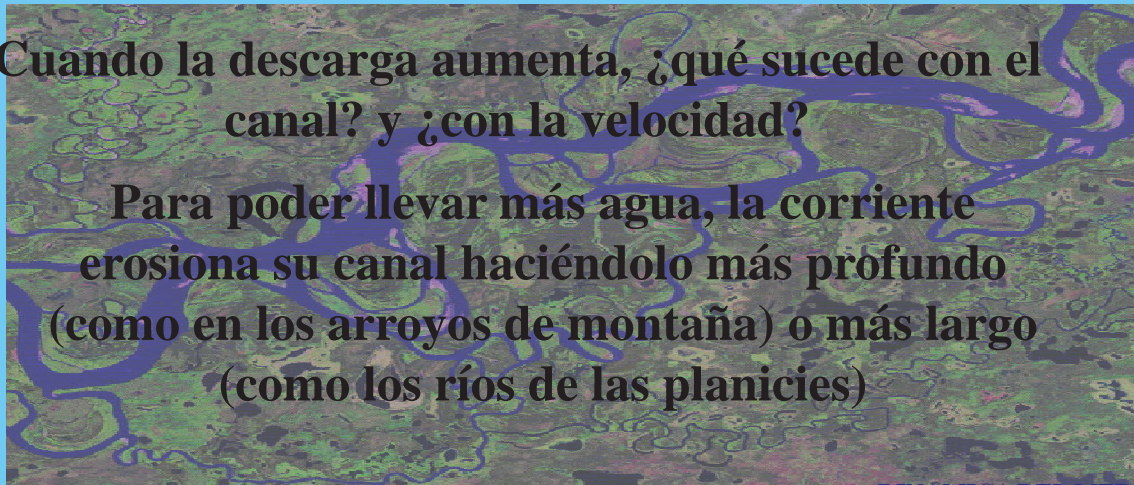 Cuando la descarga aumenta, ¿qué sucede con el
canal? y ¿con la velocidad?
Para poder llevar más agua, la corriente
erosiona su canal haciéndolo más profundo
(como en los arroyos de montaña) o más largo
(como los ríos de las planicies)